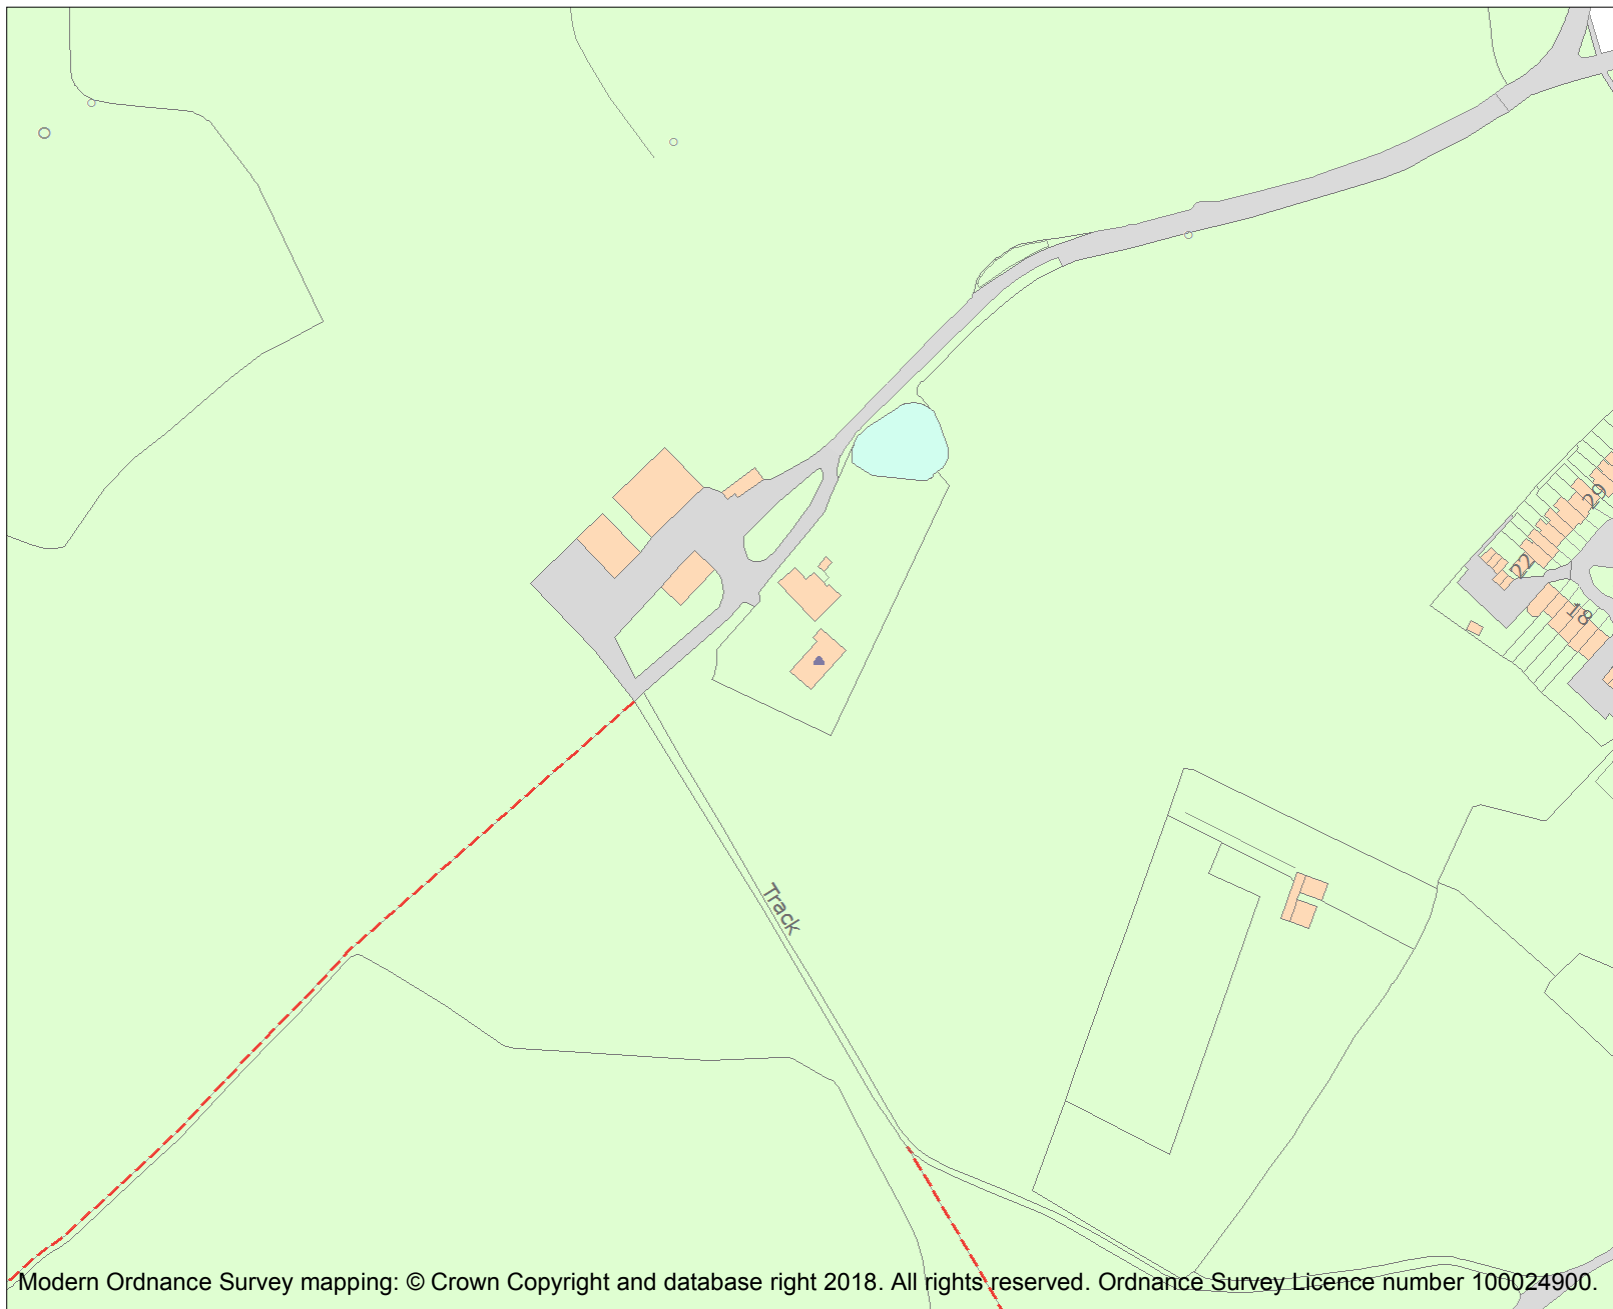 29
22
18
Track
Modern Ordnance Survey mapping: © Crown Copyright and database right 2018. All rights reserved. Ordnance Survey Licence number 100024900.